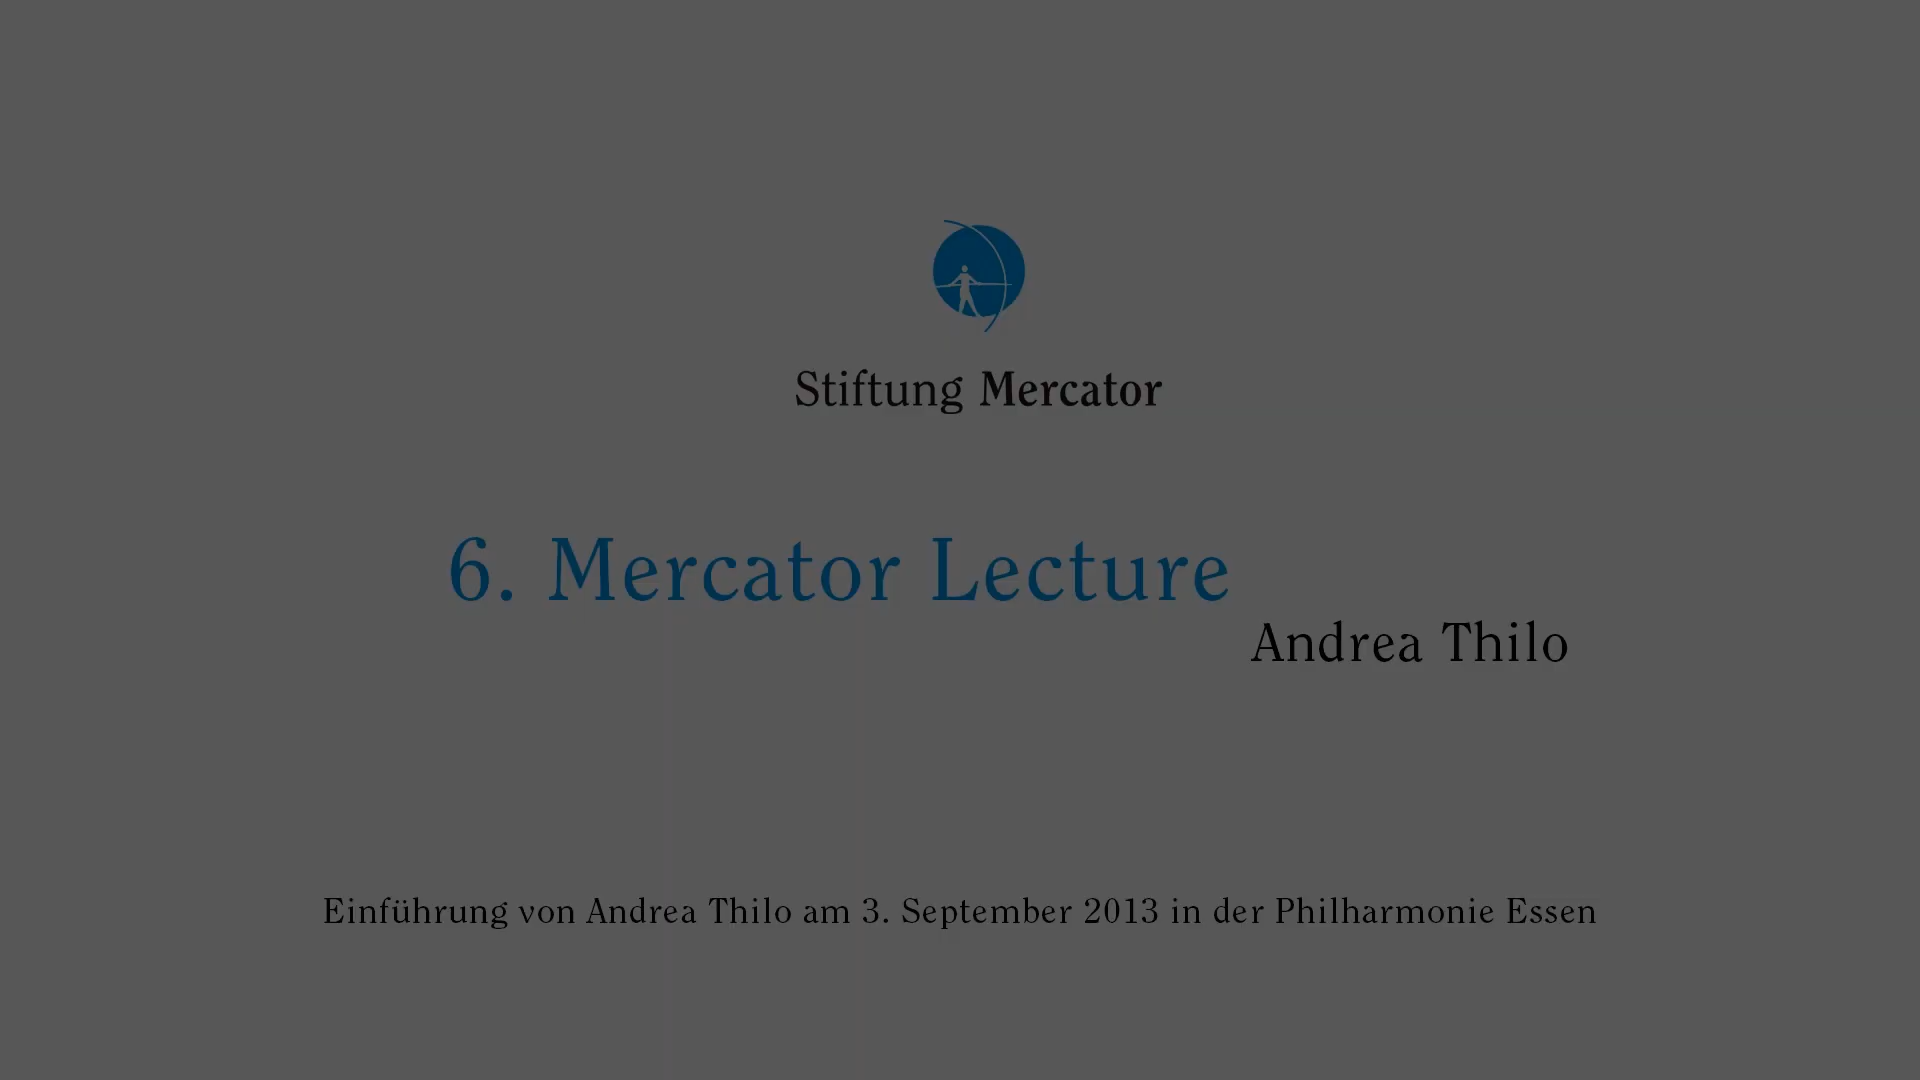 Stiftung Mercator
6. Mercator Lecture
Andrea Thilo
Einführung von Andrea Thilo am 3. September 2013 in der Philharmonie Essen